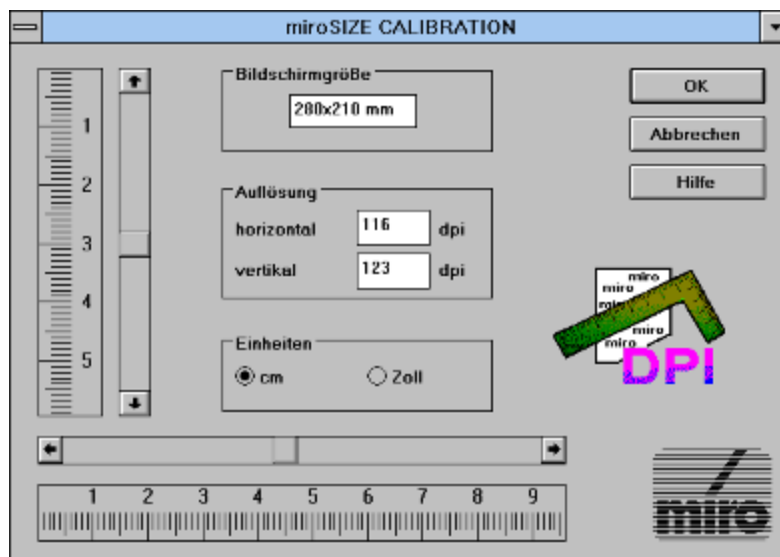 miroSIZE CALIBRATION
Bildschirmgröße
280x210 mm
OK
Abbrechen
Hilfe
Auflösung
horizontal 116 dpi
vertikal 123 dpi
Einheiten
cm Zoll
1
2
3
4
5
miro
miro
miro
miro
miro
DPI
1 2 3 4 5 6 7 8 9
miro